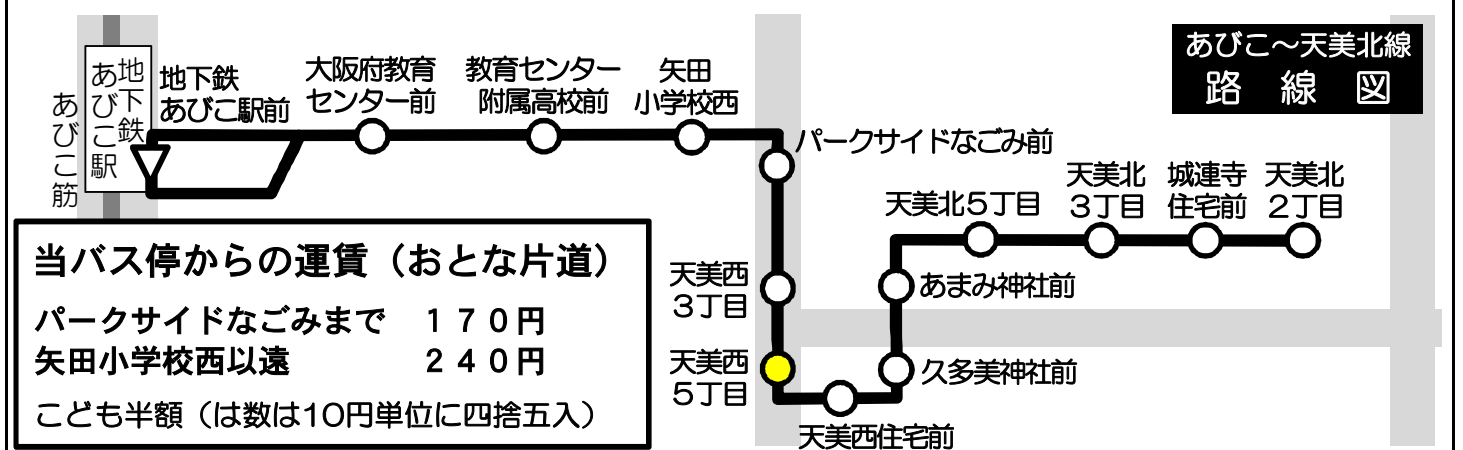 あびこ～天美北線
路線図
地下鉄
あびこ駅
あびこ筋
地下鉄
あびこ駅前
大阪府教育
センター前
教育センター
附属高校前
矢田
小学校西
パークサイドなごみ前
天美西
3丁目
天美西
5丁目
天美西住宅前
久多美神社前
あまみ神社前
天美北5丁目
天美北
3丁目
城連寺
住宅前
天美北
2丁目
当バス停からの運賃（おとな片道）
パークサイドなごみまで　１７０円
矢田小学校西以遠　２４０円
こども半額（は数は10円単位に四捨五入）